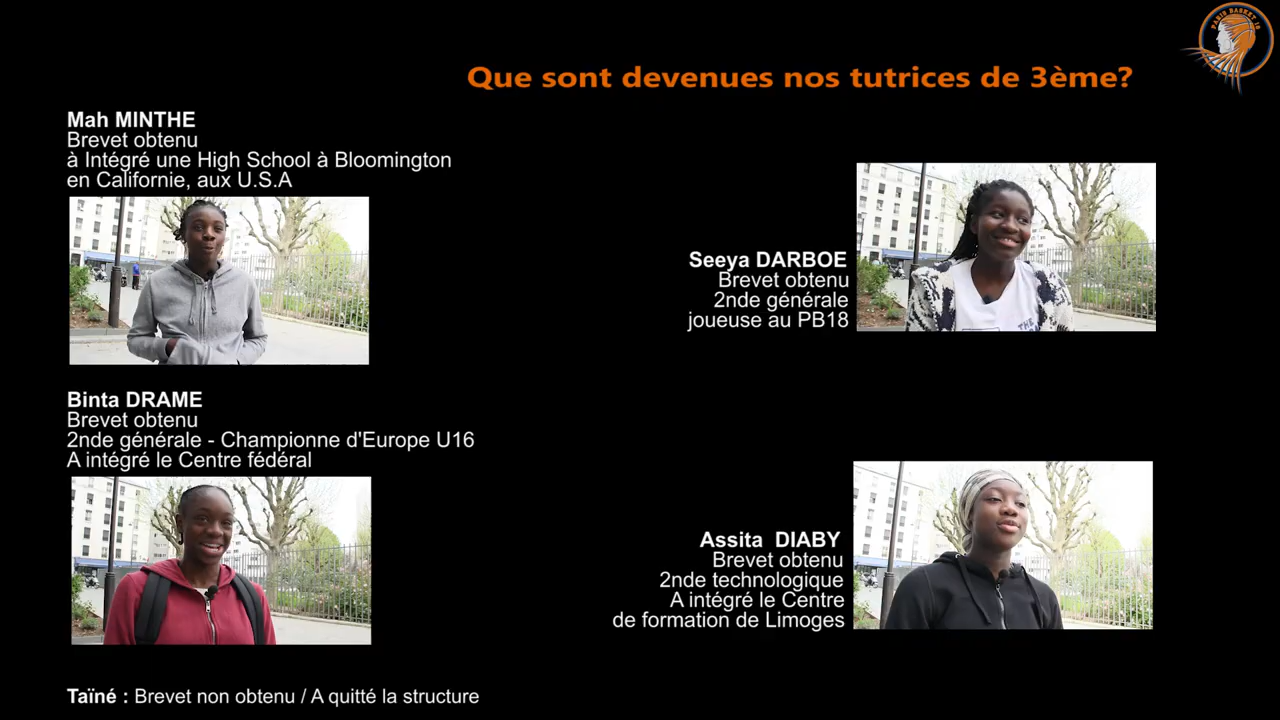 PARIS BASKET 18
Que sont devenues nos tutrices de 3ème?
Mah MINTHE
Brevet obtenu
à Intégré une High School à Bloomington
en Californie, aux U.S.A
Seeya DARBOE
Brevet obtenu
2nde générale
joueuse au PB18
Binta DRAME
Brevet obtenu
2nde générale - Championne d'Europe U16
A intégré le Centre fédéral
Assita DIABY
Brevet obtenu
2nde technologique
A intégré le Centre
de formation de Limoges
Taïné : Brevet non obtenu / A quitté la structure